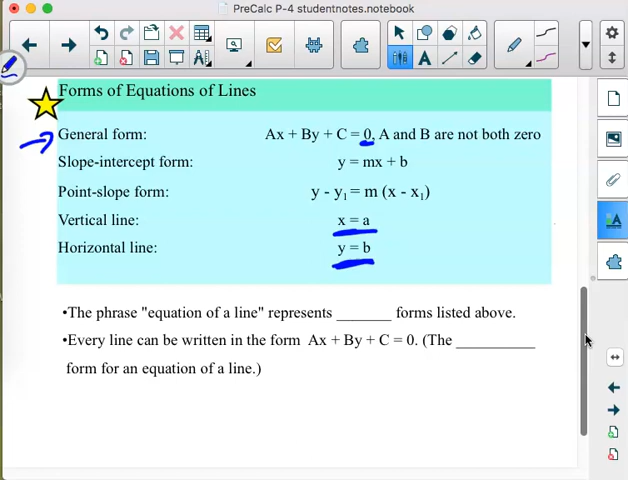 PreCalc P-4 studentnotes.notebook
Forms of Equations of Lines
General form: Ax + By + C = 0, A and B are not both zero
Slope-intercept form: y = mx + b
Point-slope form: y - y₁ = m (x - x₁)
Vertical line: x = a
Horizontal line: y = b
•The phrase "equation of a line" represents _______ forms listed above.
•Every line can be written in the form Ax + By + C = 0. (The __________
form for an equation of a line.)